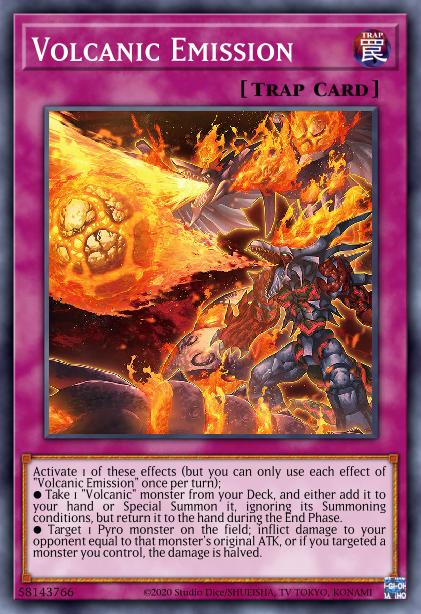 Volcanic Emission
TRAP
罠
[Trap Card]
Activate 1 of these effects (but you can only use each effect of
"Volcanic Emission" once per turn);
● Take 1 "Volcanic" monster from your Deck, and either add it to
your hand or Special Summon it, ignoring its Summoning
conditions, but return it to the hand during the End Phase.
● Target 1 Pyro monster on the field; inflict damage to your
opponent equal to that monster's original ATK, or if you targeted a
monster you control, the damage is halved.
58143766 ©2020 Studio Dice/SHUEISHA, TV TOKYO, KONAMI